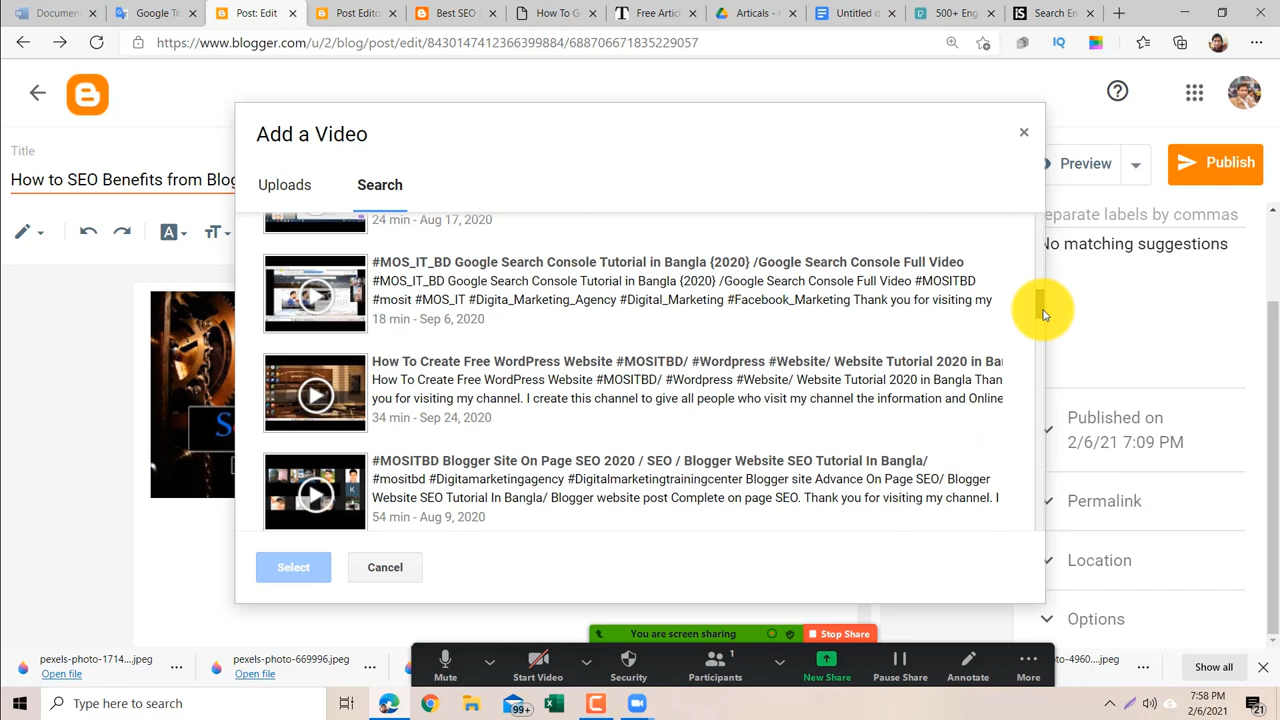 Document
Google Tr
Post: Edit
Post Edito
Best SEO
How To G
Free Artic
Articals -
Untitled d
500+ Eng
Search En
https://www.blogger.com/u/2/blog/post/edit/8430147412366399884/688706671835229057
IQ
Title
How to SEO Benefits from Blog
Preview
Publish
Add a Video
Uploads
Search
eparate labels by commas
No matching suggestions
24 min - Aug 17, 2020
#MOS_IT_BD Google Search Console Tutorial in Bangla {2020} /Google Search Console Full Video
#MOS_IT_BD Google Search Console Tutorial in Bangla {2020} /Google Search Console Full Video #MOSITBD
#mosit #MOS_IT #Digita_Marketing_Agency #Digital_Marketing #Facebook_Marketing Thank you for visiting my
18 min - Sep 6, 2020
How To Create Free WordPress Website #MOSITBD/ #Wordpress #Website/ Website Tutorial 2020 in Ban
How To Create Free WordPress Website #MOSITBD/ #Wordpress #Website/ Website Tutorial 2020 in Bangla Than
you for visiting my channel. I create this channel to give all people who visit my channel the information and Online
34 min - Sep 24, 2020
#MOSITBD Blogger Site On Page SEO 2020 / SEO / Blogger Website SEO Tutorial In Bangla/
#mositbd #Digitamarketingagency #Digitalmarketingtrainingcenter Blogger site Advance On Page SEO/ Blogger
Website SEO Tutorial In Bangla/ Blogger website post Complete on page SEO. Thank you for visiting my channel. I
54 min - Aug 9, 2020
Select
Cancel
Published on
2/6/21 7:09 PM
Permalink
Location
Options
You are screen sharing
Stop Share
pexels-photo-1714....jpeg
Open file
pexels-photo-669996.jpeg
Open file
-4960....jpeg
Show all
Mute
Start Video
Security
1
Participants
New Share
Pause Share
Annotate
More
Type here to search
99+
7:58 PM
2/6/2021
21